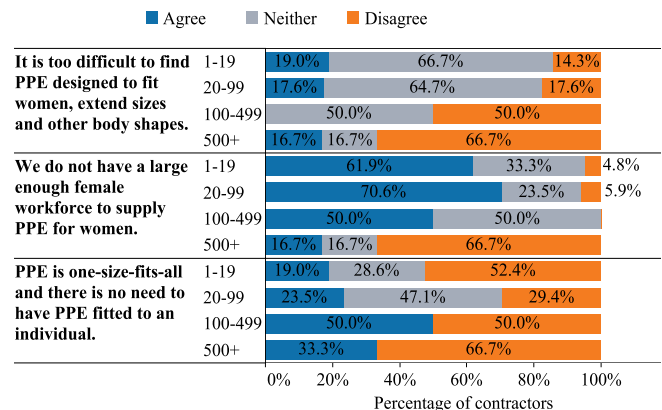 Agree Neither Disagree
It is too difficult to find
PPE designed to fit
women, extend sizes
and other body shapes.
1-19 19.0% 66.7% 14.3%
20-99 17.6% 64.7% 17.6%
100-499 50.0% 50.0%
500+ 16.7% 16.7% 66.7%
We do not have a large
enough female
workforce to supply
PPE for women.
1-19 61.9% 33.3% 4.8%
20-99 70.6% 23.5% 5.9%
100-499 50.0% 50.0%
500+ 16.7% 16.7% 66.7%
PPE is one-size-fits-all
and there is no need to
have PPE fitted to an
individual.
1-19 19.0% 28.6% 52.4%
20-99 23.5% 47.1% 29.4%
100-499 50.0% 50.0%
500+ 33.3% 66.7%
0% 20% 40% 60% 80% 100%
Percentage of contractors